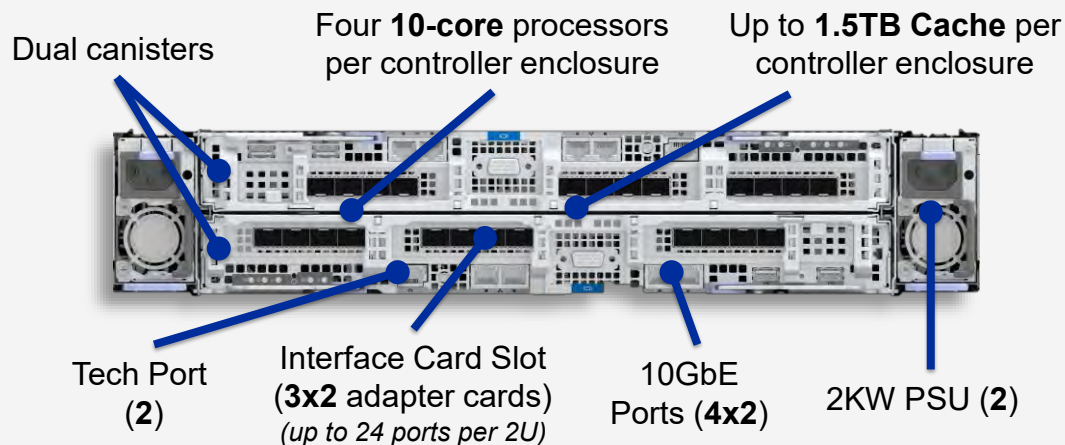 Dual canisters
Four 10-core processors
per controller enclosure
Up to 1.5TB Cache per
controller enclosure
Tech Port
(2)
Interface Card Slot
(3x2 adapter cards)
(up to 24 ports per 2U)
10GbE
Ports (4x2)
2KW PSU (2)